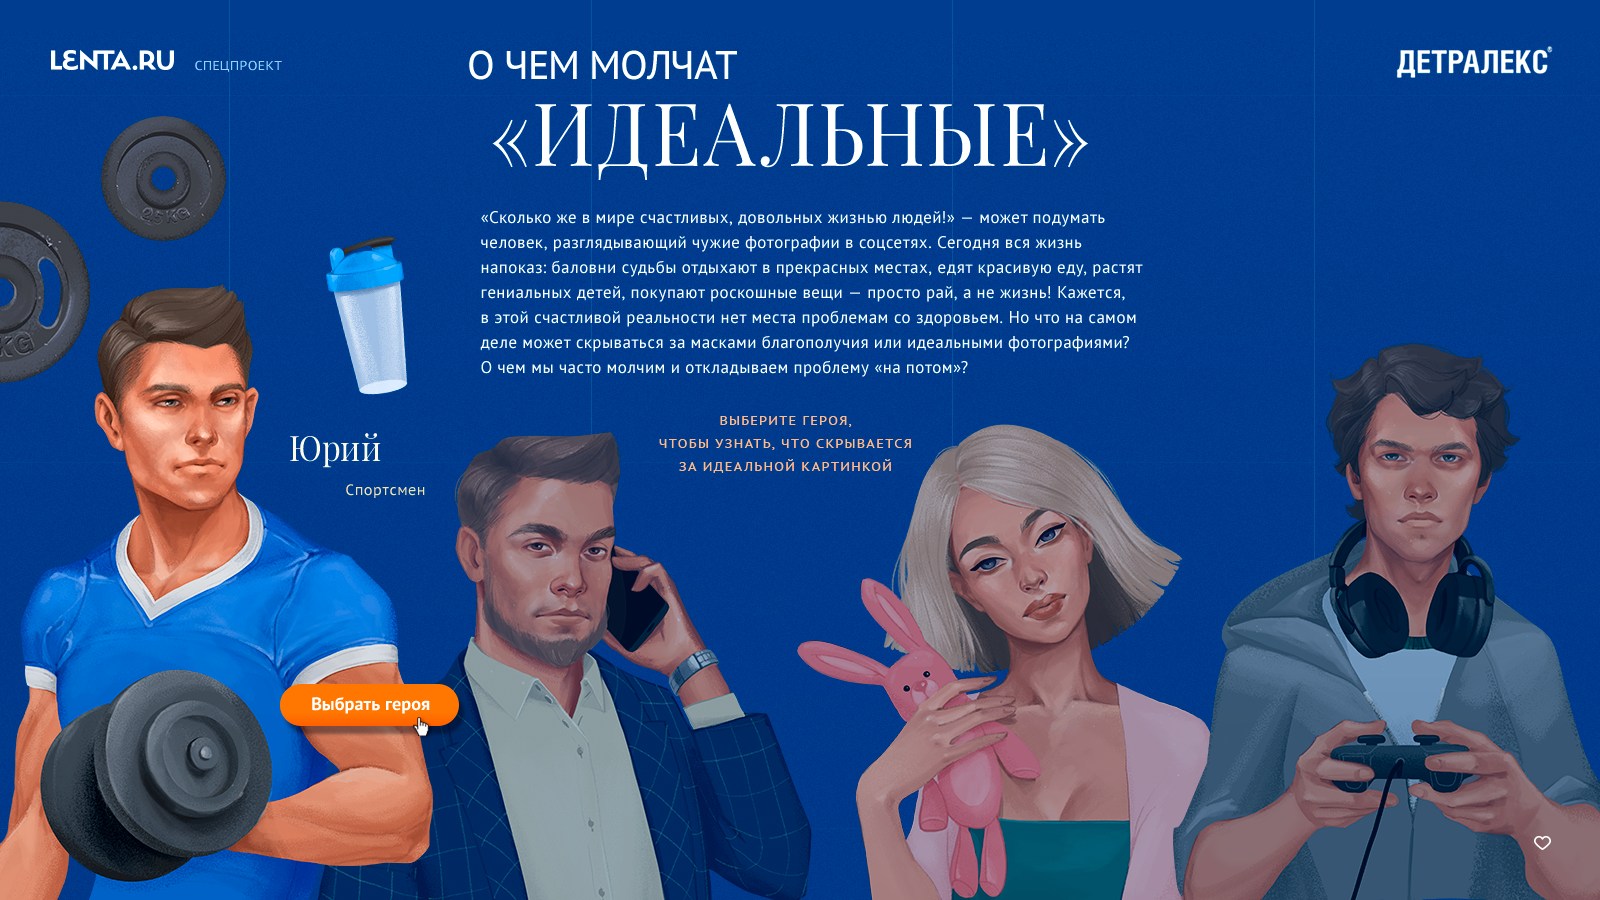 LENTA.RU СПЕЦПРОЕКТ
О ЧЕМ МОЛЧАТ
«ИДЕАЛЬНЫЕ»
ДЕТРАЛЕКС®
«Сколько же в мире счастливых, довольных жизнью людей!» — может подумать
человек, разглядывающий чужие фотографии в соцсетях. Сегодня вся жизнь
напоказ: баловни судьбы отдыхают в прекрасных местах, едят красивую еду, растят
гениальных детей, покупают роскошные вещи — просто рай, а не жизнь! Кажется,
в этой счастливой реальности нет места проблемам со здоровьем. Но что на самом
деле может скрываться за масками благополучия или идеальными фотографиями?
О чем мы часто молчим и откладываем проблему «на потом»?
ВЫБЕРИТЕ ГЕРОЯ,
ЧТОБЫ УЗНАТЬ, ЧТО СКРЫВАЕТСЯ
ЗА ИДЕАЛЬНОЙ КАРТИНКОЙ
2.5KG
KG
Юрий
Спортсмен
Выбрать героя